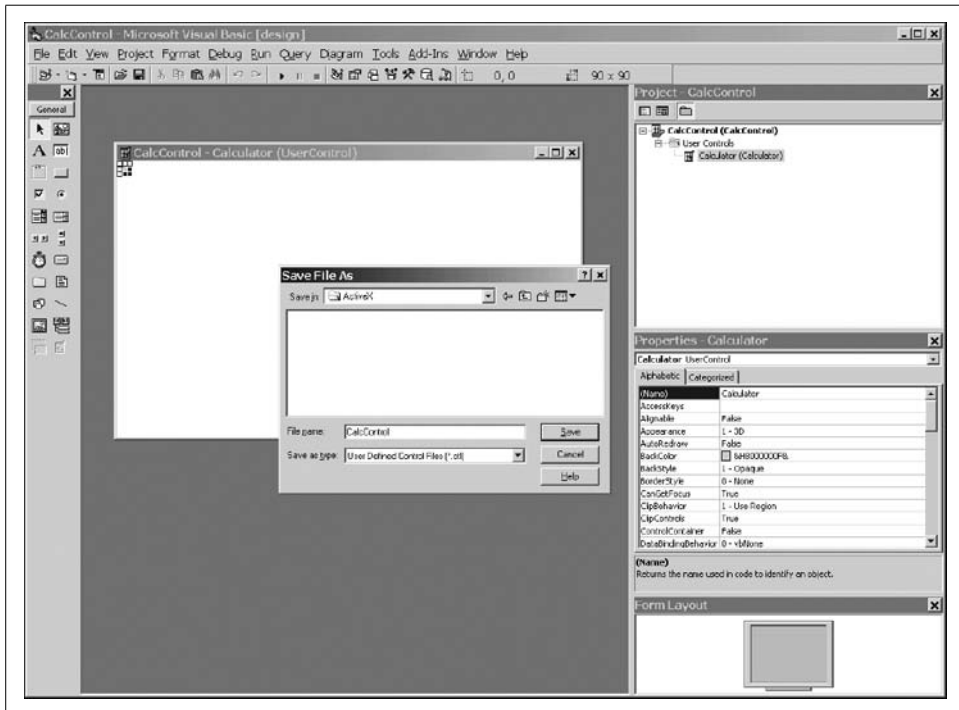 CalcControl - Microsoft Visual Basic [design]
File Edit View Project Format Debug Run Query Diagram Tools Add-Ins Window Help
0,0 90 x 90
General
A ab|
CalcControl - Calculator (UserControl)
Save File As
Save in: ActiveX
File name: CalcControl
Save
Save as type: User Defined Control Files (*.ctl)
Cancel
Help
Project - CalcControl
CalcControl (CalcControl)
User Controls
Calculator (Calculator)
Properties - Calculator
Calculator UserControl
Alphabetic Categorized
(Name) Calculator
AccessKeys
Alignable False
Appearance 1 - 3D
AutoRedraw False
BackColor &H8000000F&
BackStyle 1 - Opaque
BorderStyle 0 - None
CanGetFocus True
ClipBehavior 1 - Use Region
ClipControls True
ControlContainer False
DataBindingBehavior 0 - vbNone
(Name)
Returns the name used in code to identify an object.
Form Layout